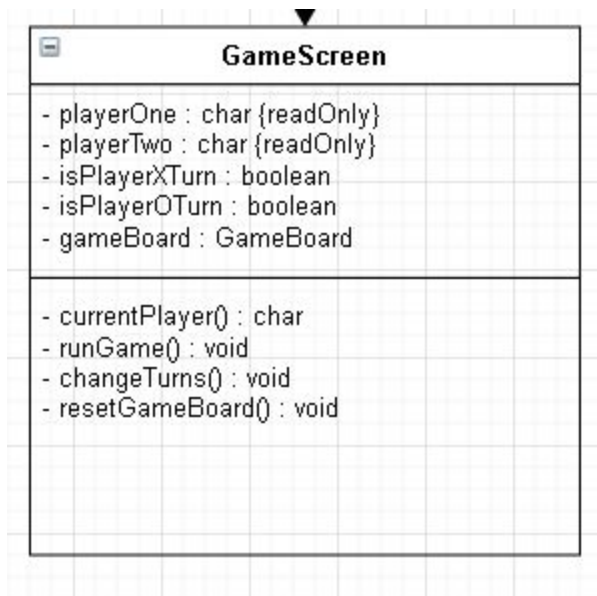 GameScreen
- playerOne : char {readOnly}
- playerTwo : char {readOnly}
- isPlayerXTurn : boolean
- isPlayerOTurn : boolean
- gameBoard : GameBoard
- currentPlayer() : char
- runGame() : void
- changeTurns() : void
- resetGameBoard() : void